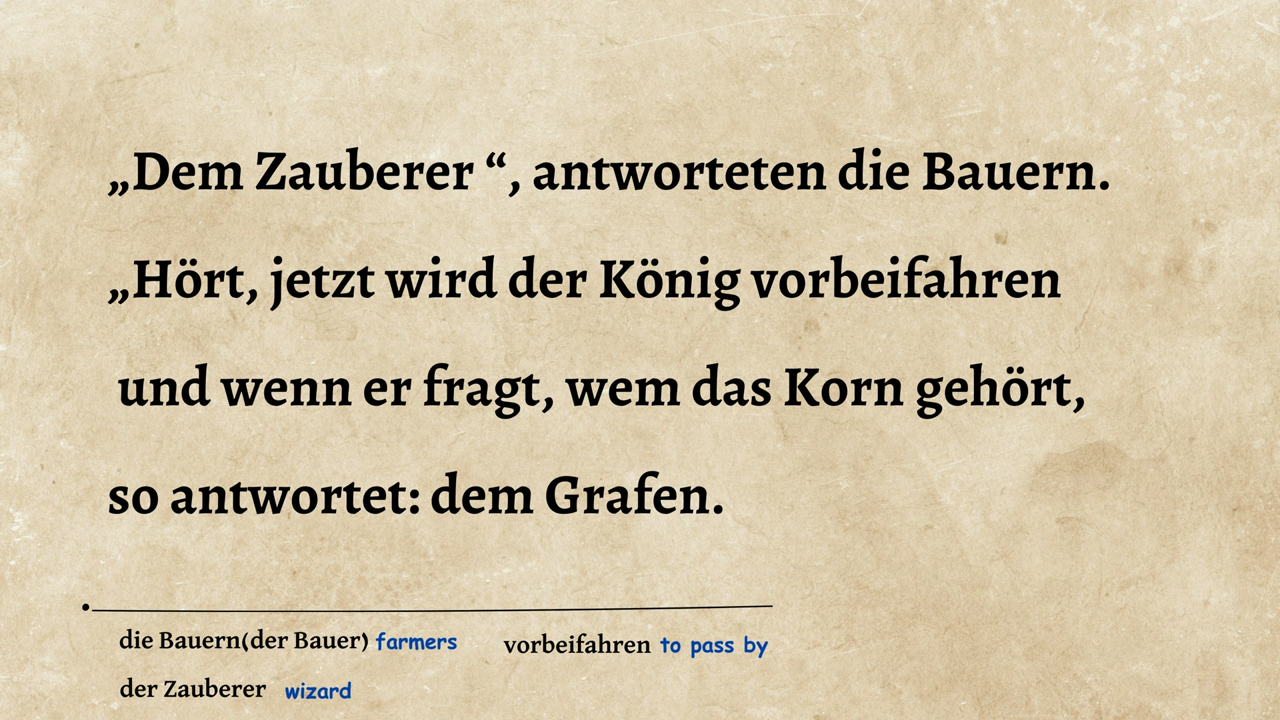 „Dem Zauberer “, antworteten die Bauern.
„Hört, jetzt wird der König vorbeifahren
und wenn er fragt, wem das Korn gehört,
so antwortet: dem Grafen.
die Bauern(der Bauer) farmers
vorbeifahren to pass by
der Zauberer wizard